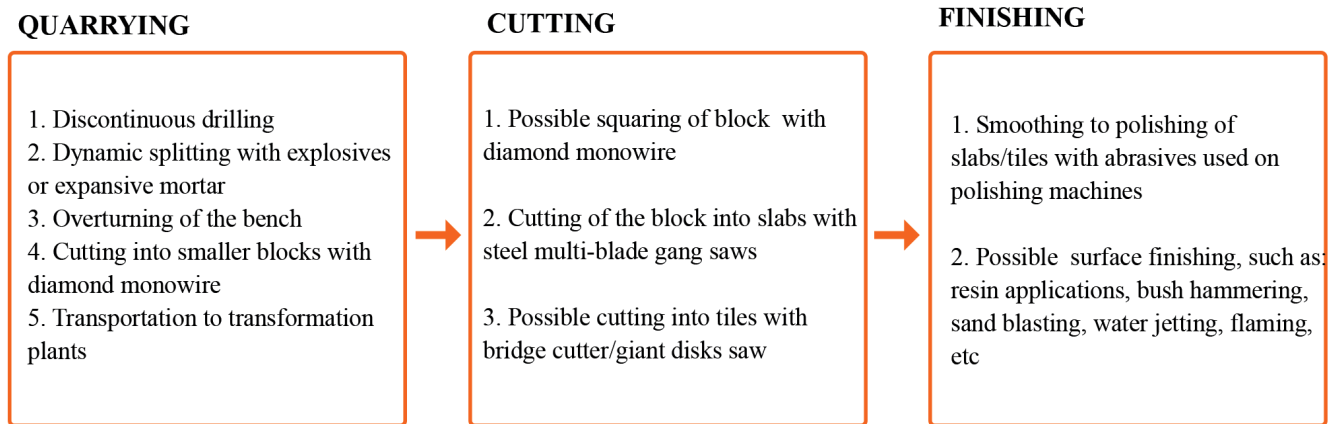 QUARRYING
1. Discontinuous drilling
2. Dynamic splitting with explosives
or expansive mortar
3. Overturning of the bench
4. Cutting into smaller blocks with
diamond monowire
5. Transportation to transformation
plants
CUTTING
1. Possible squaring of block with
diamond monowire
2. Cutting of the block into slabs with
steel multi-blade gang saws
3. Possible cutting into tiles with
bridge cutter/giant disks saw
FINISHING
1. Smoothing to polishing of
slabs/tiles with abrasives used on
polishing machines
2. Possible surface finishing, such as:
resin applications, bush hammering,
sand blasting, water jetting, flaming,
etc